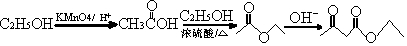 C₂H₅OH —KMnO4/ H⁺→ CH₃COH (O) —C₂H₅OH 浓硫酸/△→ O O —OH⁻→ O O O